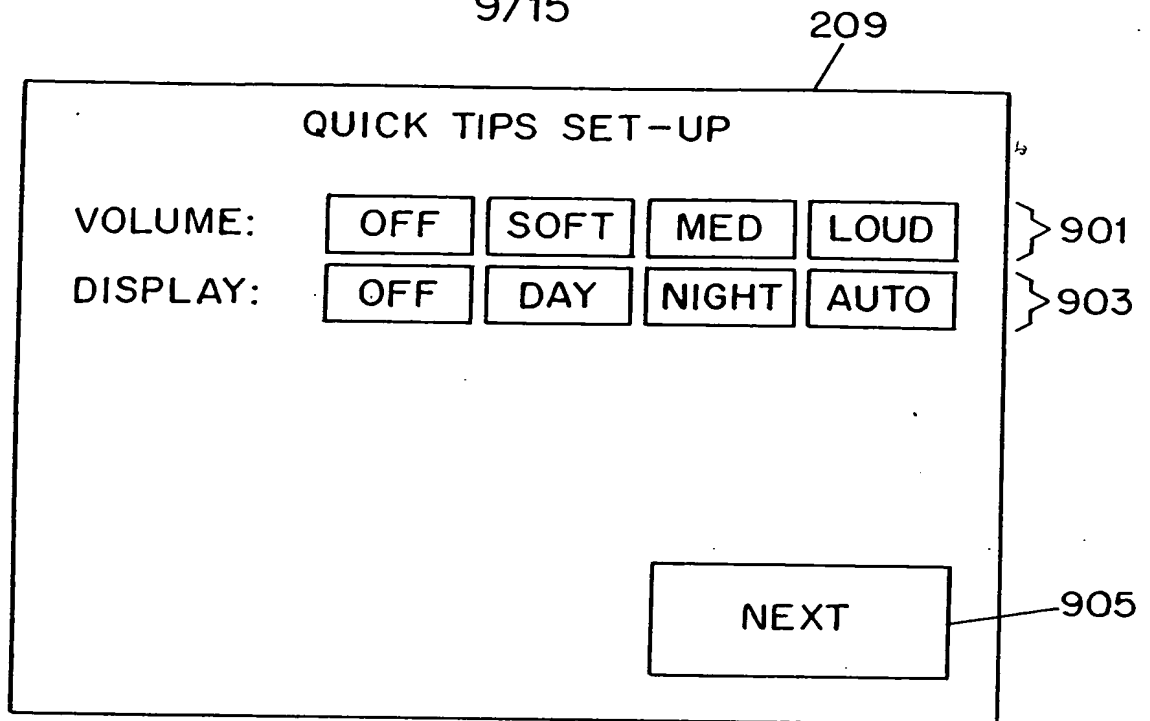 9/15
209
QUICK TIPS SET-UP
VOLUME: OFF SOFT MED LOUD 901
DISPLAY: OFF DAY NIGHT AUTO 903
NEXT 905